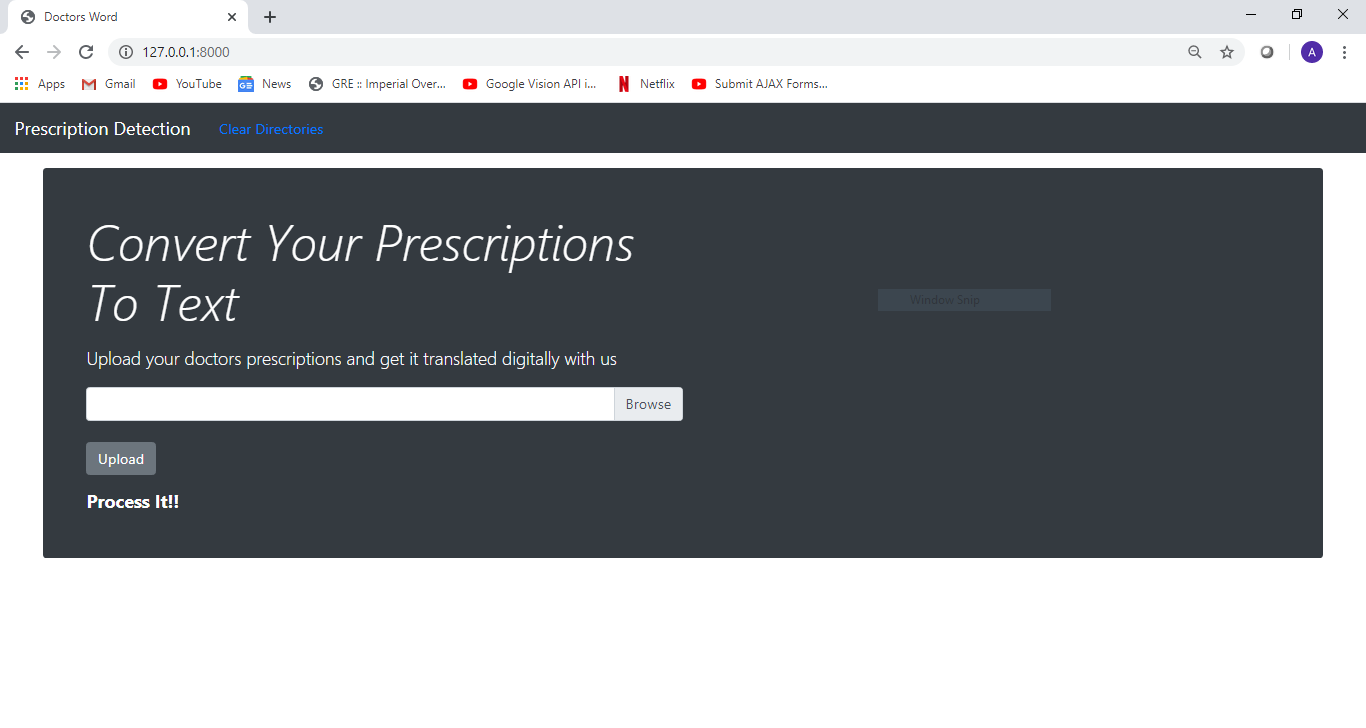 Doctors Word
127.0.0.1:8000
A
Apps Gmail YouTube News GRE :: Imperial Over... Google Vision API i... Netflix Submit AJAX Forms...
Prescription Detection Clear Directories
Convert Your Prescriptions
To Text
Window Snip
Upload your doctors prescriptions and get it translated digitally with us
Browse
Upload
Process It!!